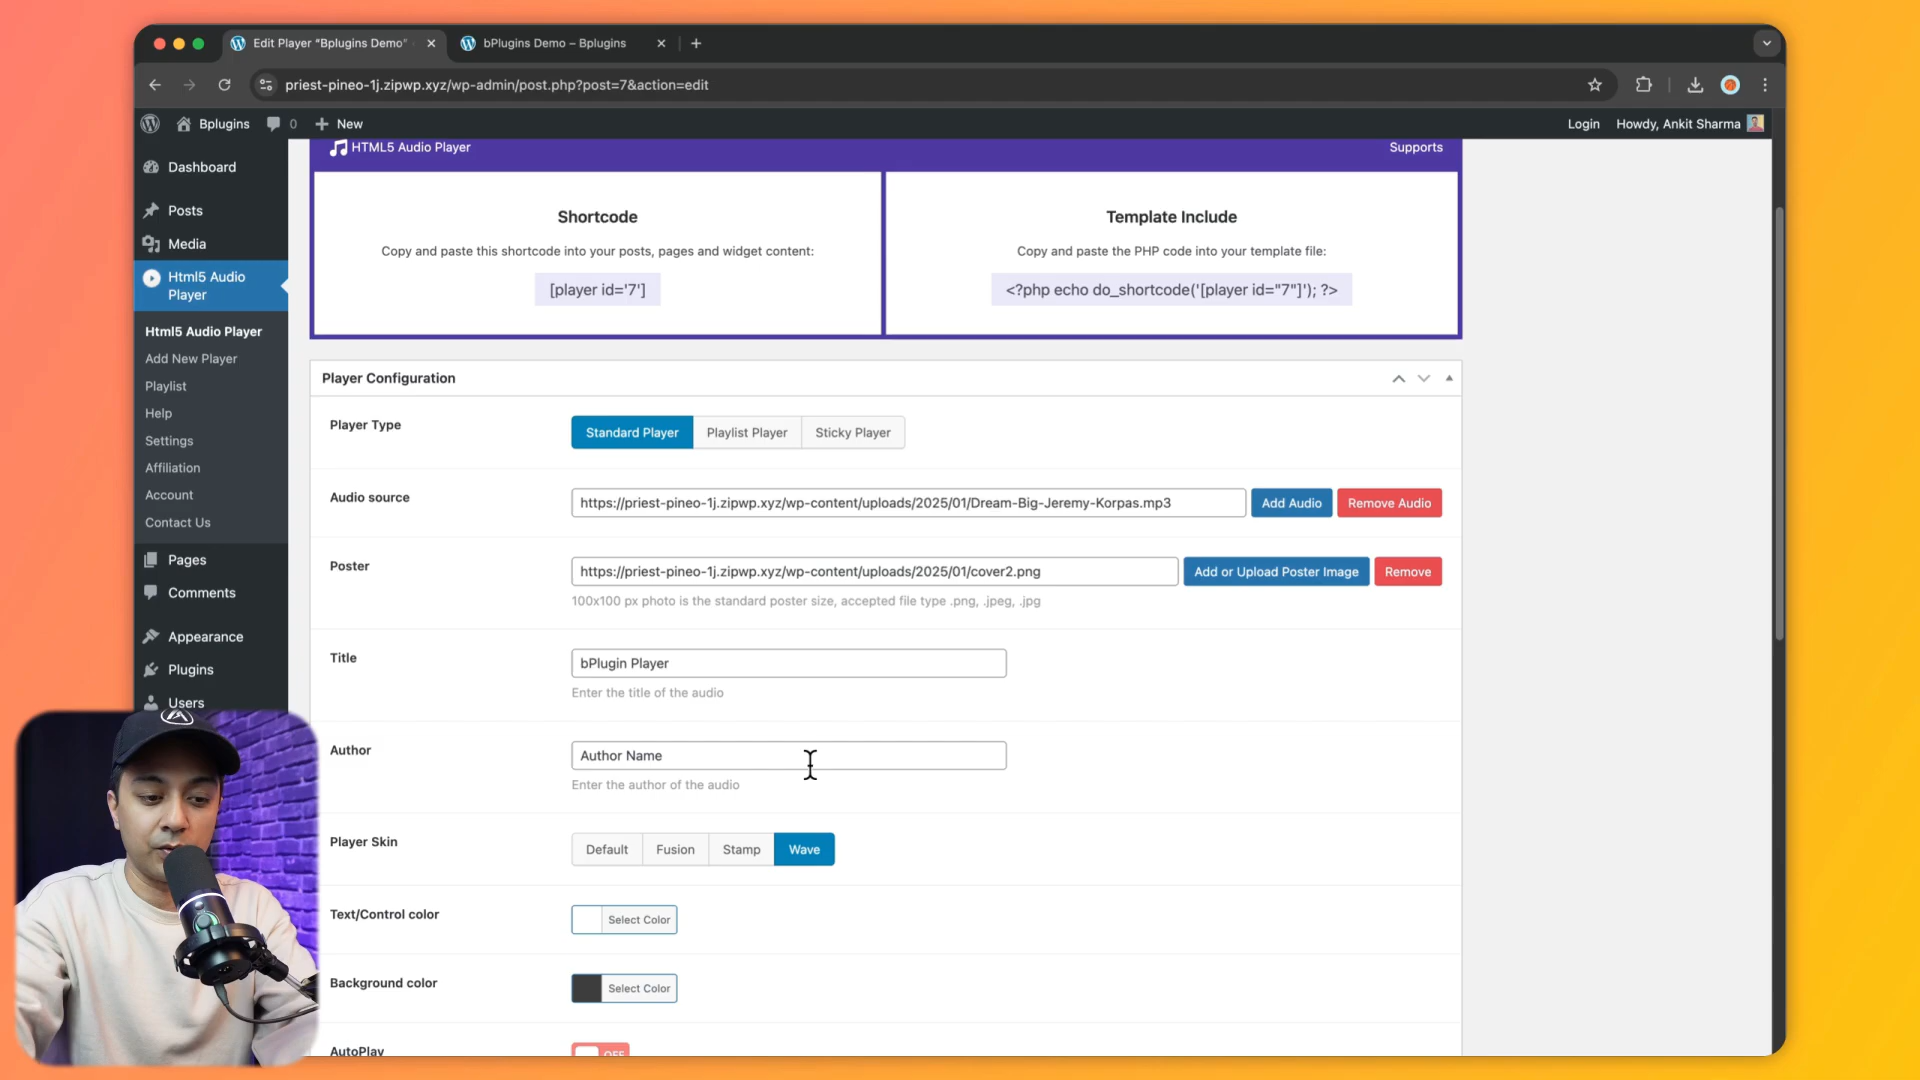 Edit Player "Bplugins Demo"
bPlugins Demo – Bplugins
priest-pineo-1j.zipwp.xyz/wp-admin/post.php?post=7&action=edit
Bplugins
0
New
Login
Howdy, Ankit Sharma
Dashboard
Posts
Media
Html5 Audio
Player
Html5 Audio Player
Add New Player
Playlist
Help
Settings
Affiliation
Account
Contact Us
Pages
Comments
Appearance
Plugins
Users
HTML5 Audio Player
Supports
Shortcode
Copy and paste this shortcode into your posts, pages and widget content:
[player id='7']
Template Include
Copy and paste the PHP code into your template file:
<?php echo do_shortcode('[player id="7"]'); ?>
Player Configuration
Player Type
Standard Player
Playlist Player
Sticky Player
Audio source
https://priest-pineo-1j.zipwp.xyz/wp-content/uploads/2025/01/Dream-Big-Jeremy-Korpas.mp3
Add Audio
Remove Audio
Poster
https://priest-pineo-1j.zipwp.xyz/wp-content/uploads/2025/01/cover2.png
Add or Upload Poster Image
Remove
100x100 px photo is the standard poster size, accepted file type .png, .jpeg, .jpg
Title
bPlugin Player
Enter the title of the audio
Author
Author Name
Enter the author of the audio
Player Skin
Default
Fusion
Stamp
Wave
Text/Control color
Select Color
Background color
Select Color
AutoPlay
OFF